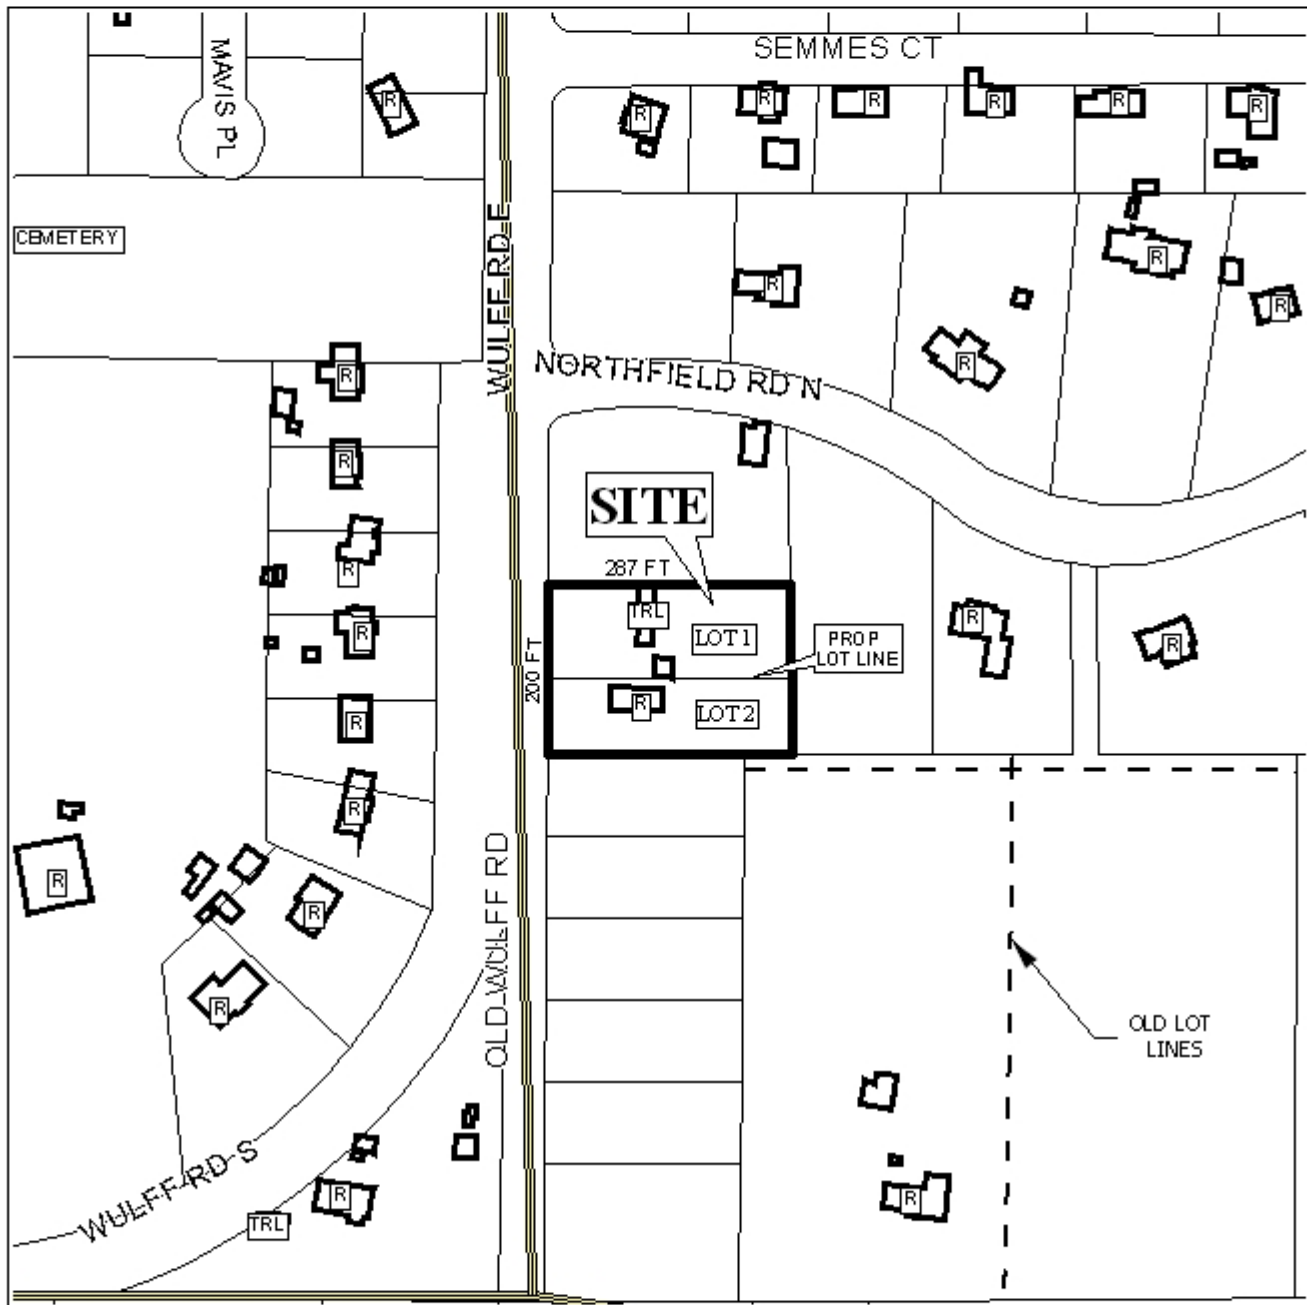 SEMMES CT
MAVIS PL
R
R
R
R
R
R
R
CEMETERY
WULFF RD E
R
R
R
R
NORTHFIELD RD N
R
R
SITE
287 FT
R
TRL
LOT 1
PROP
LOT LINE
R
R
R
200 FT
R
LOT 2
R
R
R
R
OLD WULFF RD
R
OLD LOT
LINES
WULFF RD S
R
R
TRL